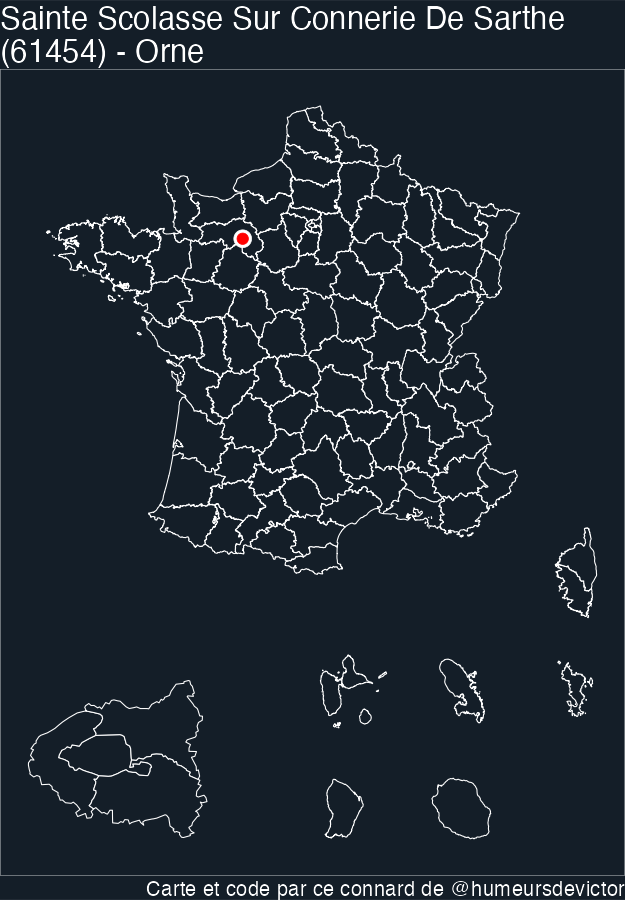 Sainte Scolasse Sur Connerie De Sarthe
(61454) - Orne
Carte et code par ce connard de @humeursdevictor